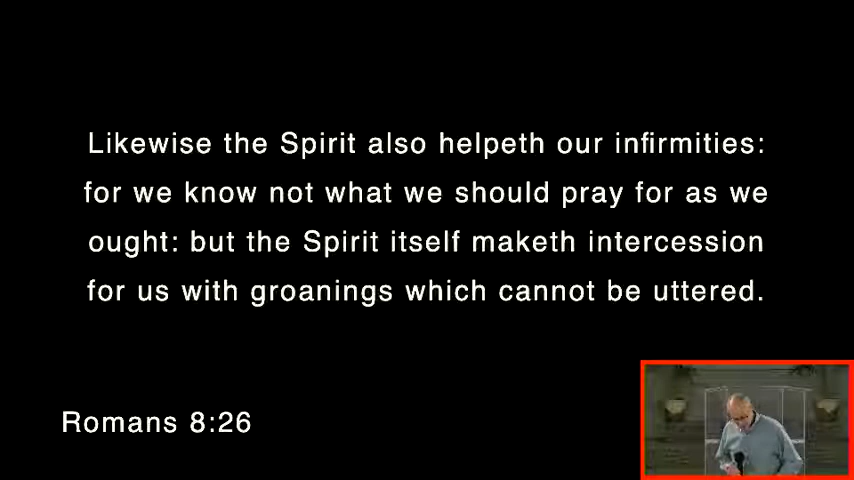 Likewise the Spirit also helpeth our infirmities:
for we know not what we should pray for as we
ought: but the Spirit itself maketh intercession
for us with groanings which cannot be uttered.
Romans 8:26